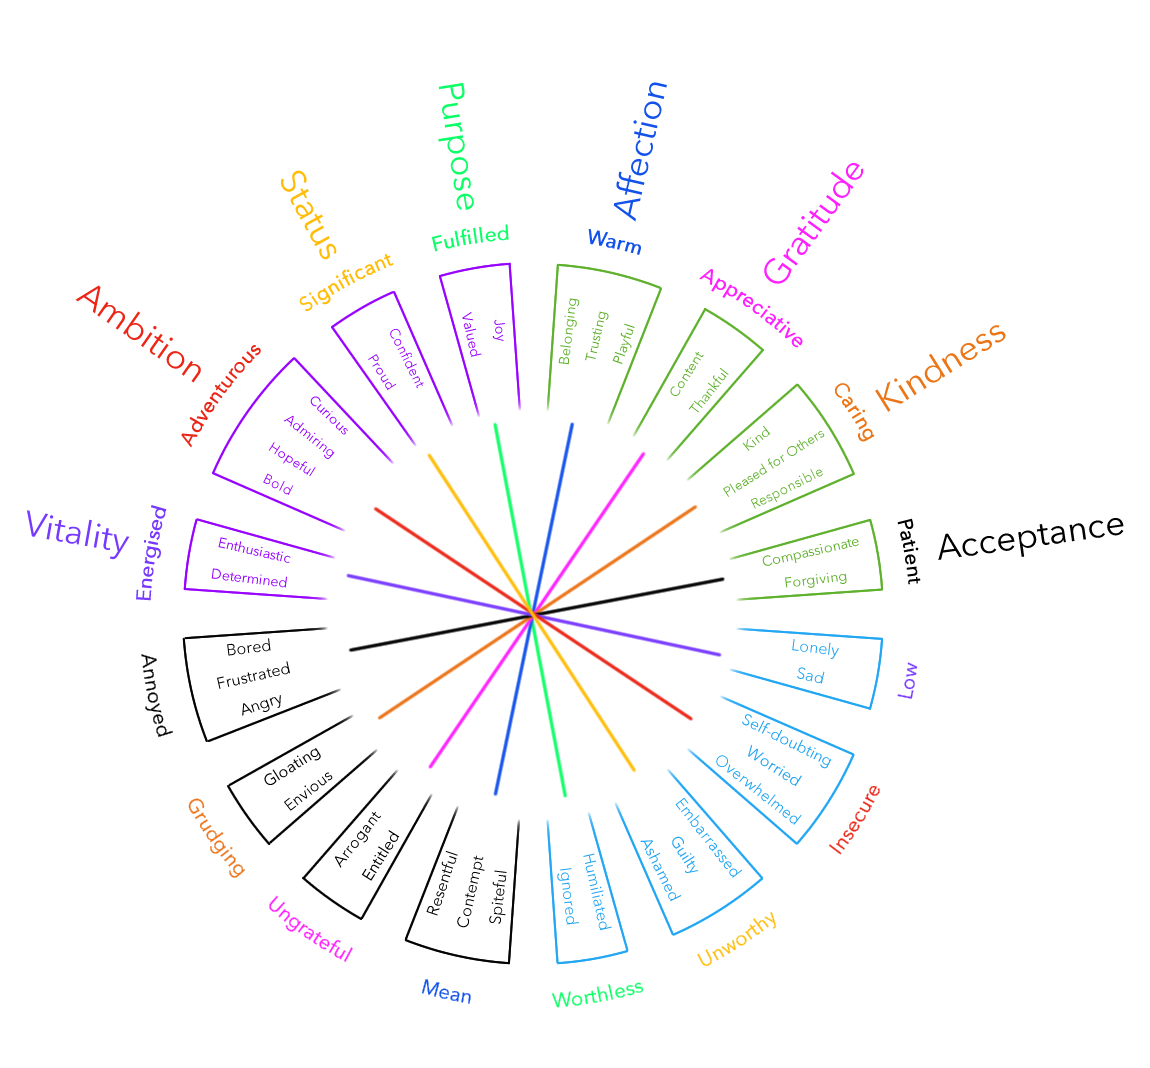 Purpose
Fulfilled
Valued
Joy
Affection
Warm
Belonging
Trusting
Playful
Gratitude
Appreciative
Content
Thankful
Kindness
Caring
Kind
Pleased for Others
Responsible
Acceptance
Patient
Compassionate
Forgiving
Low
Lonely
Sad
Insecure
Self-doubting
Worried
Overwhelmed
Unworthy
Embarrassed
Guilty
Ashamed
Worthless
Humiliated
Ignored
Mean
Spiteful
Contempt
Resentful
Ungrateful
Entitled
Arrogant
Grudging
Envious
Gloating
Annoyed
Angry
Frustrated
Bored
Vitality
Energised
Determined
Enthusiastic
Ambition
Adventurous
Bold
Hopeful
Admiring
Curious
Status
Significant
Proud
Confident